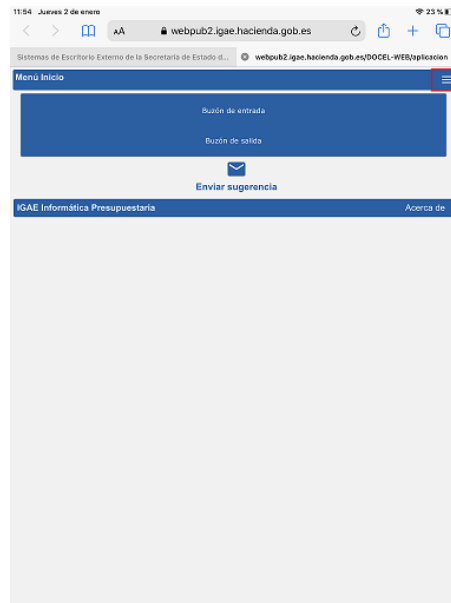 11:54 Jueves 2 de enero 23 %
AA webpub2.igae.hacienda.gob.es
Sistemas de Escritorio Externo de la Secretaría de Estado d... webpub2.igae.hacienda.gob.es/DOCEL-WEB/aplicacion
Menú Inicio
Buzón de entrada
Buzón de salida
Enviar sugerencia
IGAE Informática Presupuestaria Acerca de